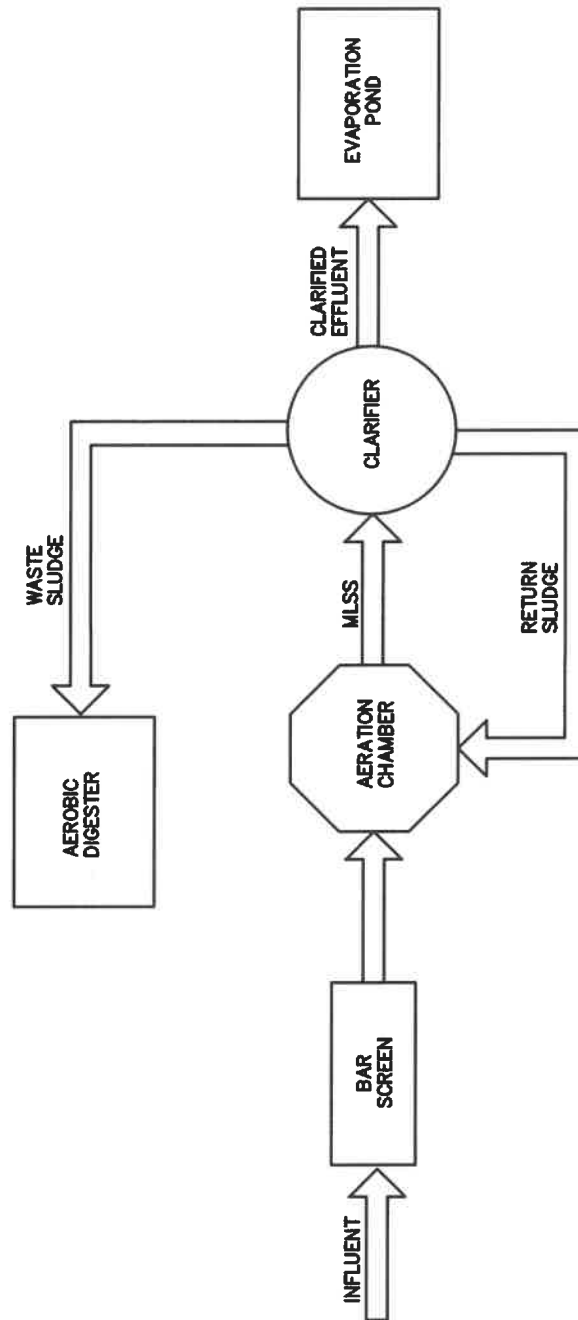 INFLUENT
BAR
SCREEN
AERATION
CHAMBER
MLSS
CLARIFIER
CLARIFIED
EFFLUENT
EVAPORATION
POND
WASTE
SLUDGE
AEROBIC
DIGESTER
RETURN
SLUDGE